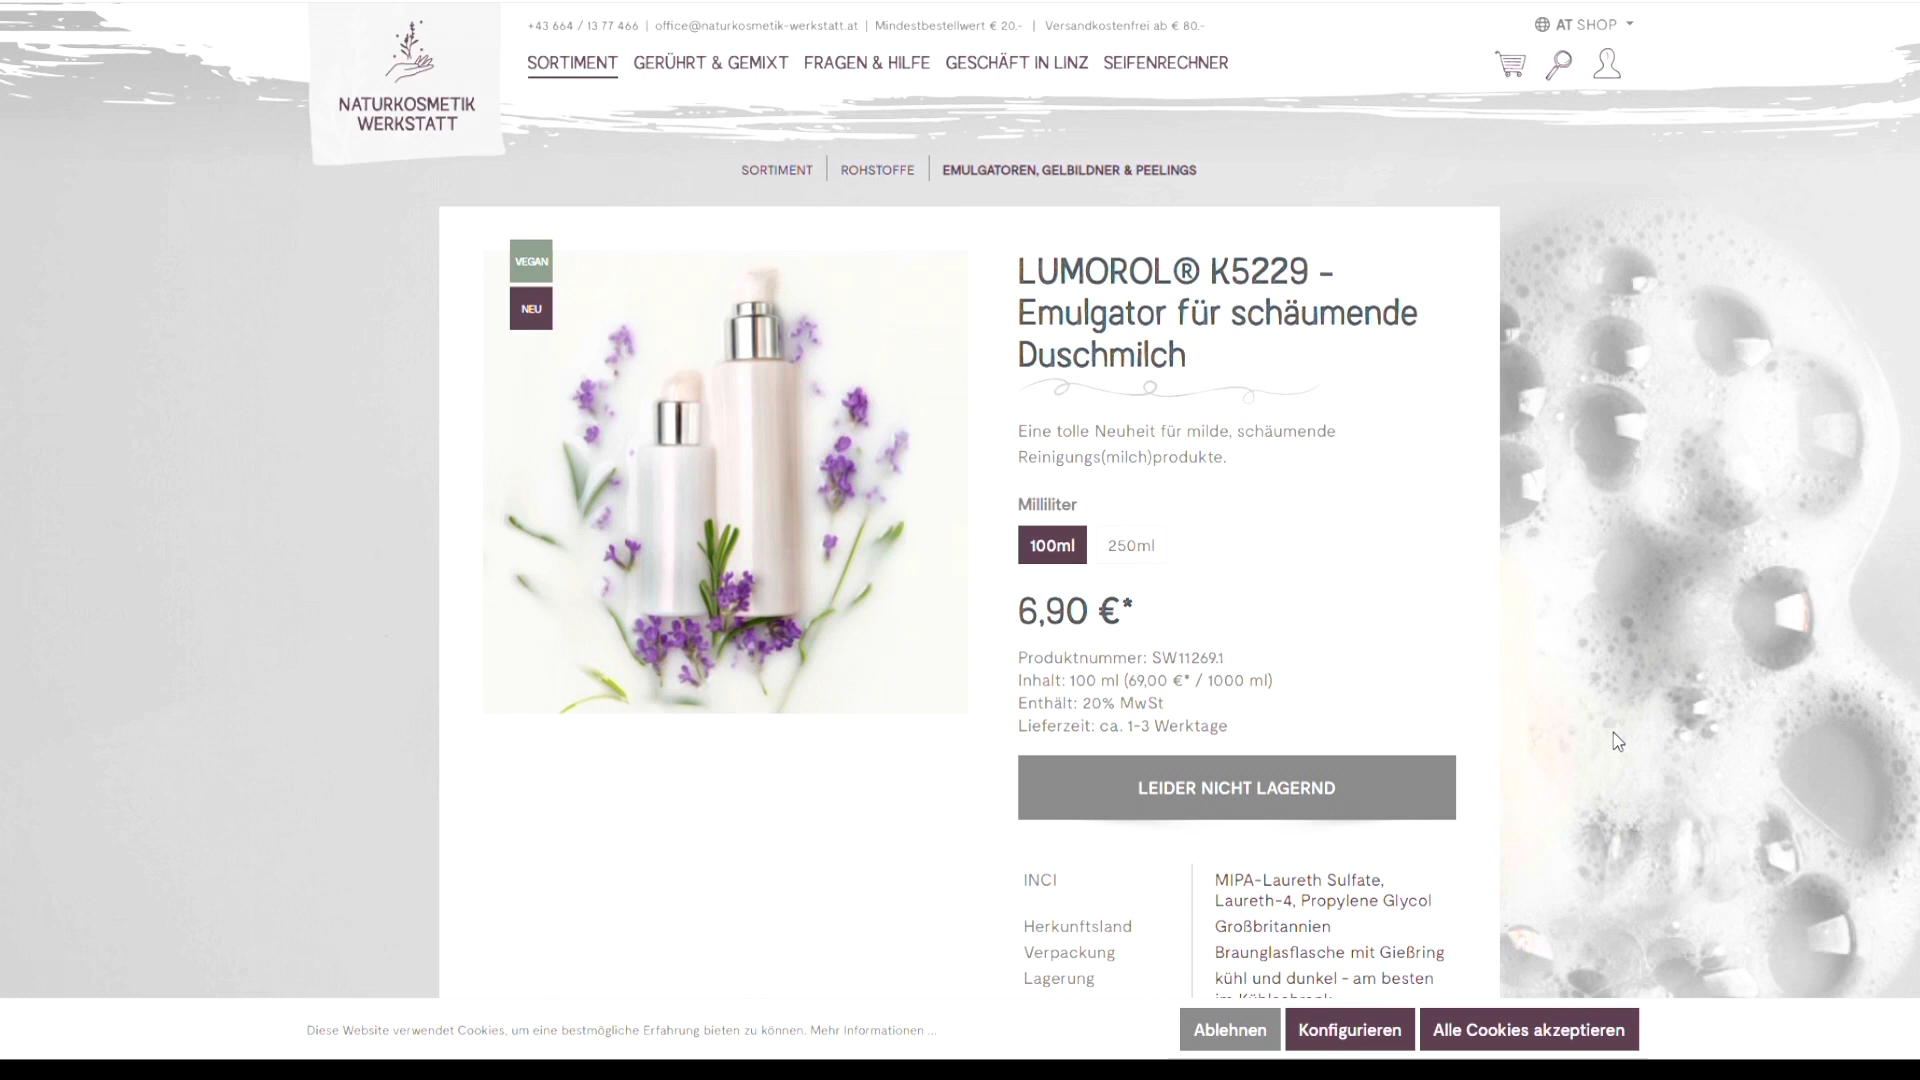 +43 664 / 13 77 466 | office@naturkosmetik-werkstatt.at | Mindestbestellwert € 20.- | Versandkostenfrei ab € 80.-
AT SHOP
SORTIMENT GERÜHRT & GEMIXT FRAGEN & HILFE GESCHÄFT IN LINZ SEIFENRECHNER
NATURKOSMETIK
WERKSTATT
SORTIMENT | ROHSTOFFE | EMULGATOREN, GELBILDNER & PEELINGS
VEGAN
NEU
LUMOROL® K5229 -
Emulgator für schäumende
Duschmilch
Eine tolle Neuheit für milde, schäumende
Reinigungs(milch)produkte.
Milliliter
100ml 250ml
6,90 €*
Produktnummer: SW11269.1
Inhalt: 100 ml (69,00 €* / 1000 ml)
Enthält: 20% MwSt
Lieferzeit: ca. 1-3 Werktage
LEIDER NICHT LAGERND
INCI MIPA-Laureth Sulfate,
Laureth-4, Propylene Glycol
Herkunftsland Großbritannien
Verpackung Braunglasflasche mit Gießring
Lagerung kühl und dunkel - am besten
Diese Website verwendet Cookies, um eine bestmögliche Erfahrung bieten zu können. Mehr Informationen ...
Ablehnen Konfigurieren Alle Cookies akzeptieren